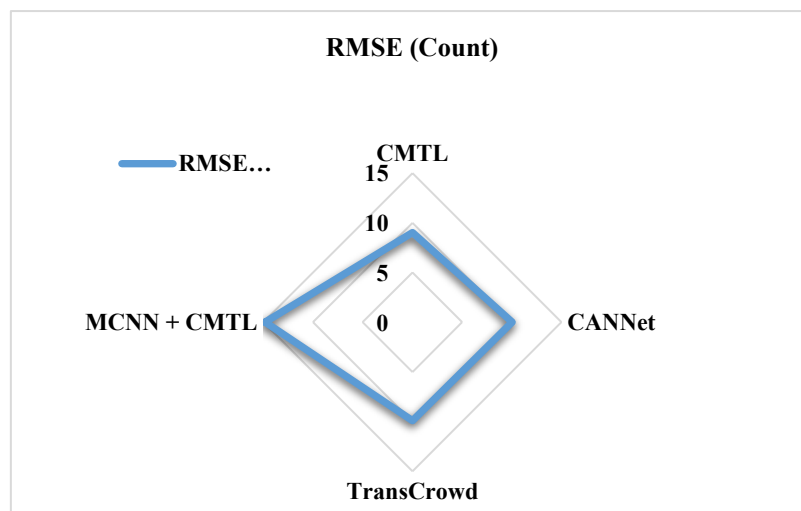 RMSE (Count)
CMTL
15
RMSE…
10
5
MCNN + CMTL
0
CANNet
TransCrowd